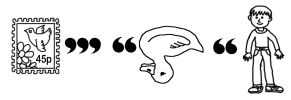 45p ,,, “ “